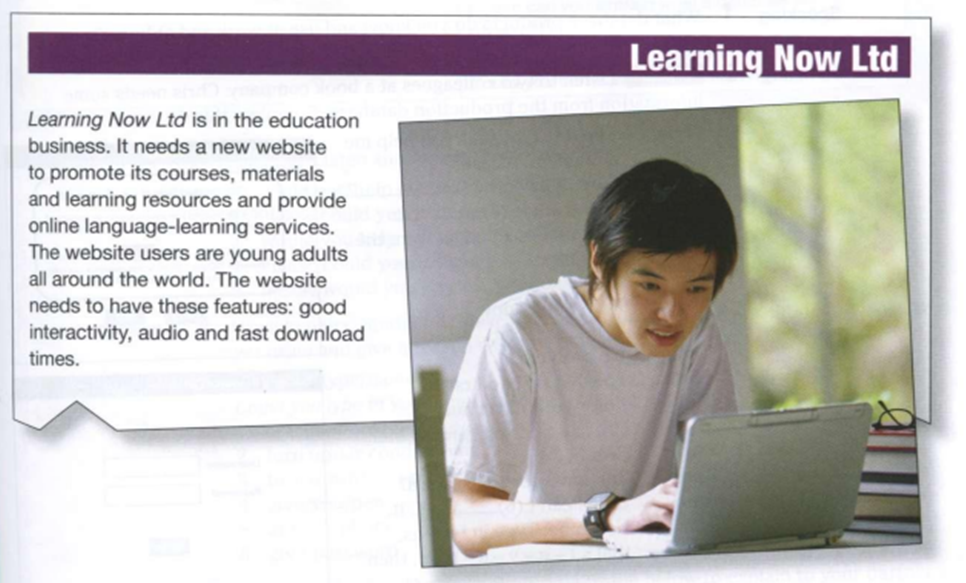 Learning Now Ltd
Learning Now Ltd is in the education
business. It needs a new website
to promote its courses, materials
and learning resources and provide
online language-learning services.
The website users are young adults
all around the world. The website
needs to have these features: good
interactivity, audio and fast download
times.